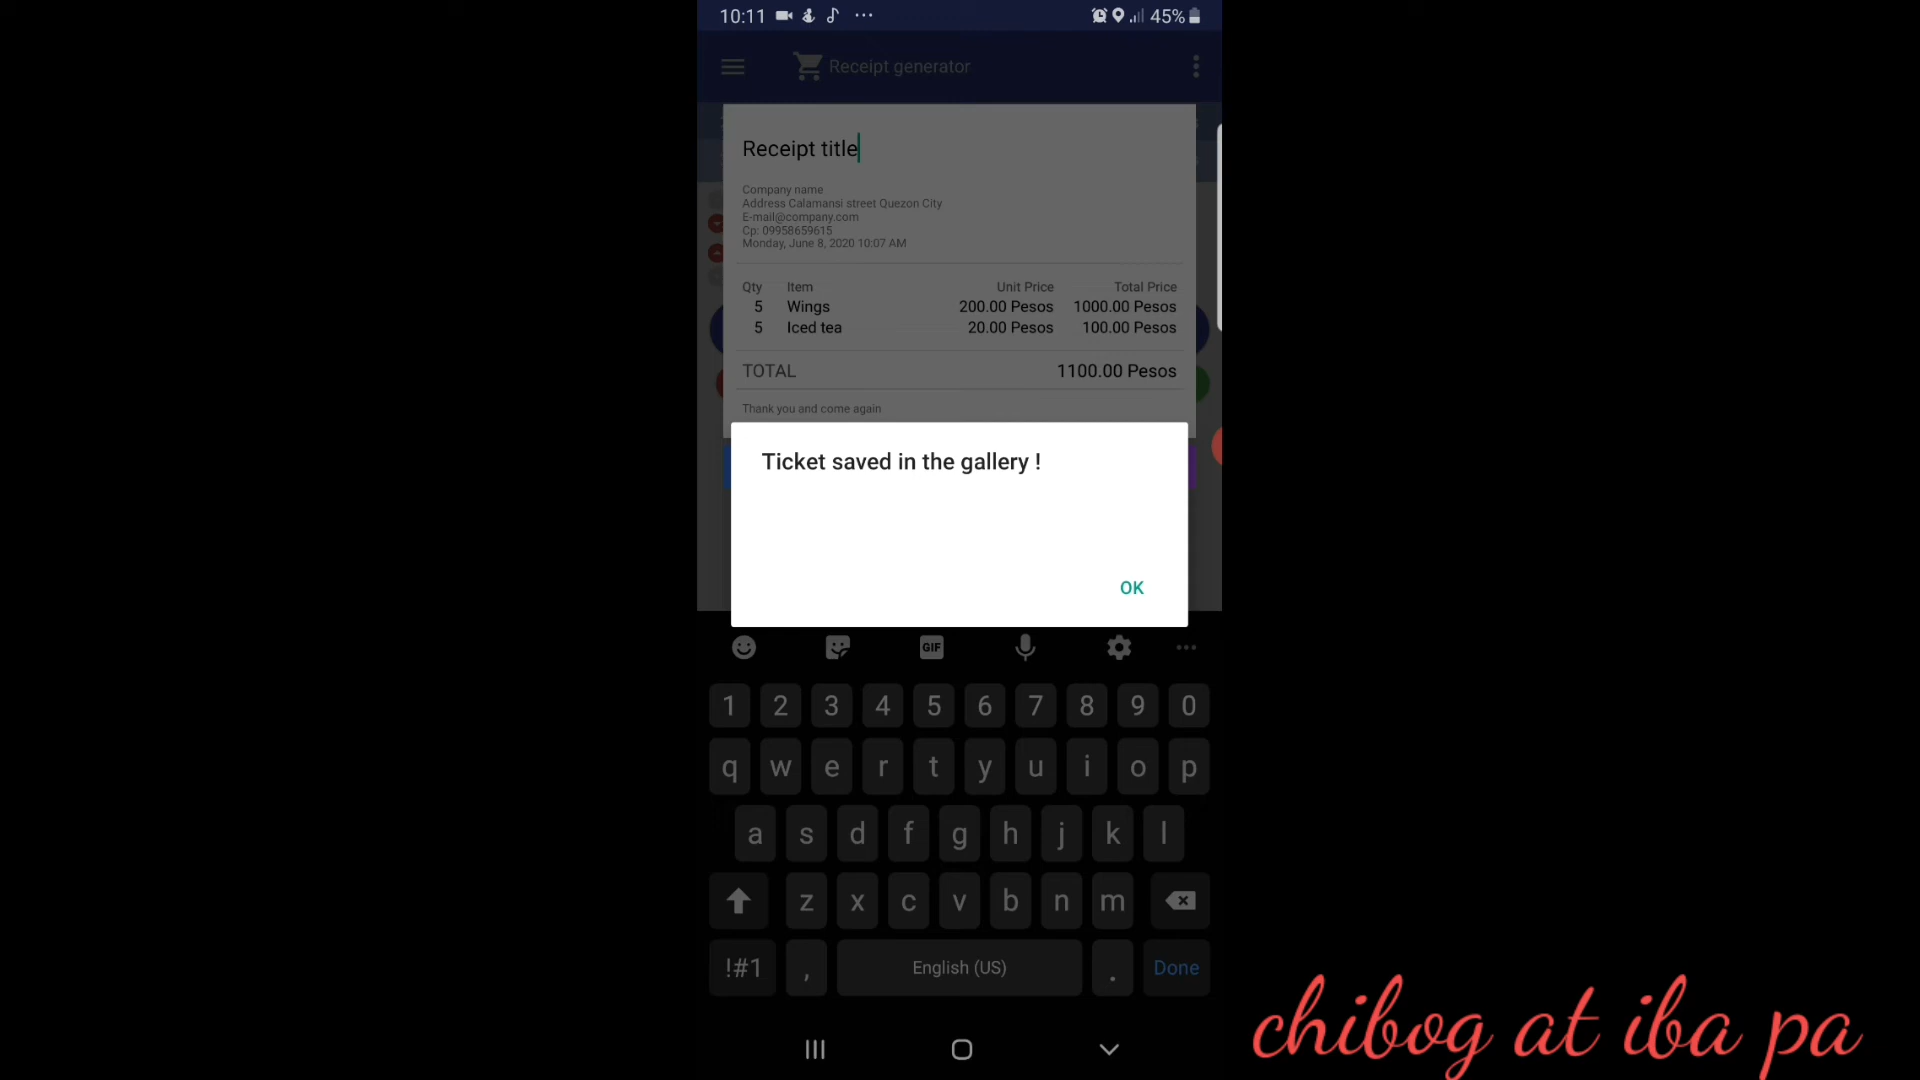 10:11 45%
Receipt generator
Receipt title
Company name
Address Calamansi street Quezon City
E-mail@company.com
Cp: 09958659615
Monday, June 8, 2020 10:07 AM
Qty Item Unit Price Total Price
5 Wings 200.00 Pesos 1000.00 Pesos
5 Iced tea 20.00 Pesos 100.00 Pesos
TOTAL 1100.00 Pesos
Thank you and come again
Ticket saved in the gallery !
OK
GIF
1 2 3 4 5 6 7 8 9 0
q w e r t y u i o p
a s d f g h j k l
z x c v b n m
!#1 , English (US) . Done
chibog at iba pa